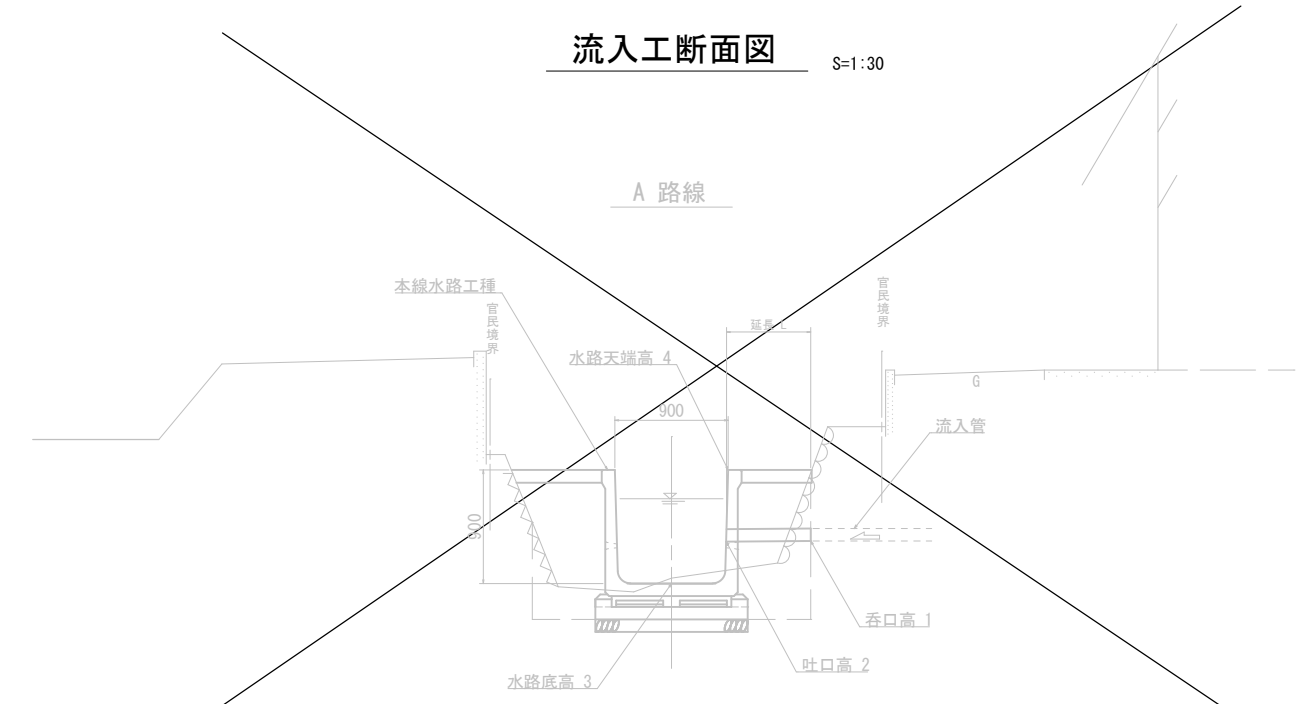 流入工断面図
S=1:30
A 路線
本線水路工種
官民境界
官民境界
延長 L
水路天端高 4
900
G
流入管
900
呑口高 1
吐口高 2
水路底高 3